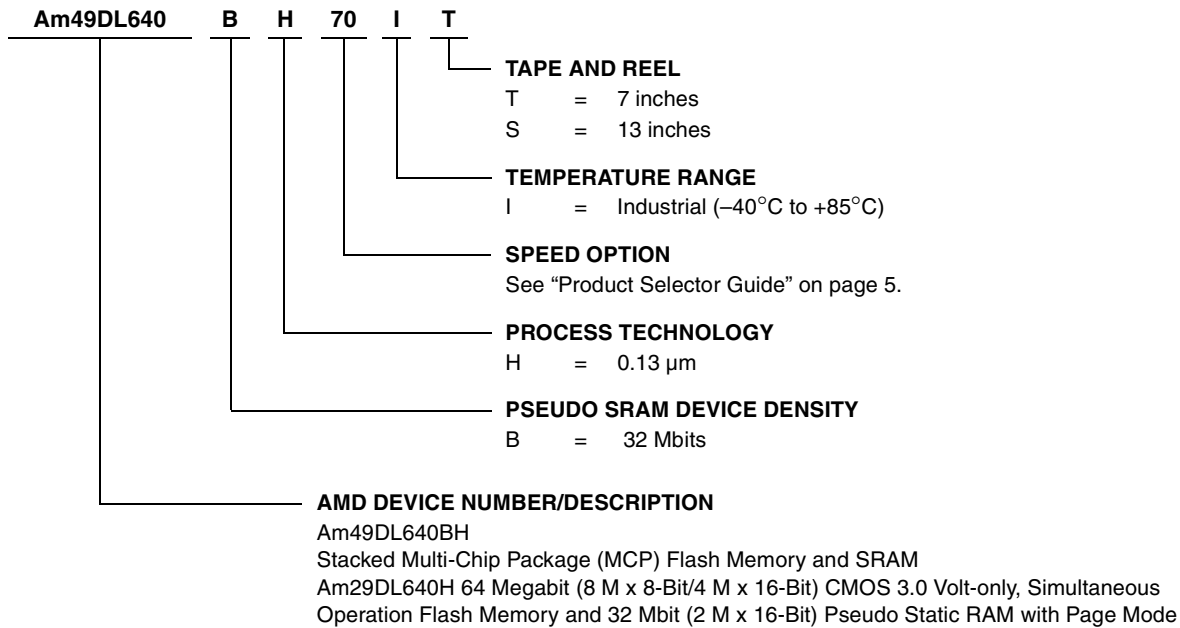 Am49DL640 B H 70 I T
TAPE AND REEL
T = 7 inches
S = 13 inches
TEMPERATURE RANGE
I = Industrial (–40°C to +85°C)
SPEED OPTION
See “Product Selector Guide” on page 5.
PROCESS TECHNOLOGY
H = 0.13 µm
PSEUDO SRAM DEVICE DENSITY
B = 32 Mbits
AMD DEVICE NUMBER/DESCRIPTION
Am49DL640BH
Stacked Multi-Chip Package (MCP) Flash Memory and SRAM
Am29DL640H 64 Megabit (8 M x 8-Bit/4 M x 16-Bit) CMOS 3.0 Volt-only, Simultaneous
Operation Flash Memory and 32 Mbit (2 M x 16-Bit) Pseudo Static RAM with Page Mode